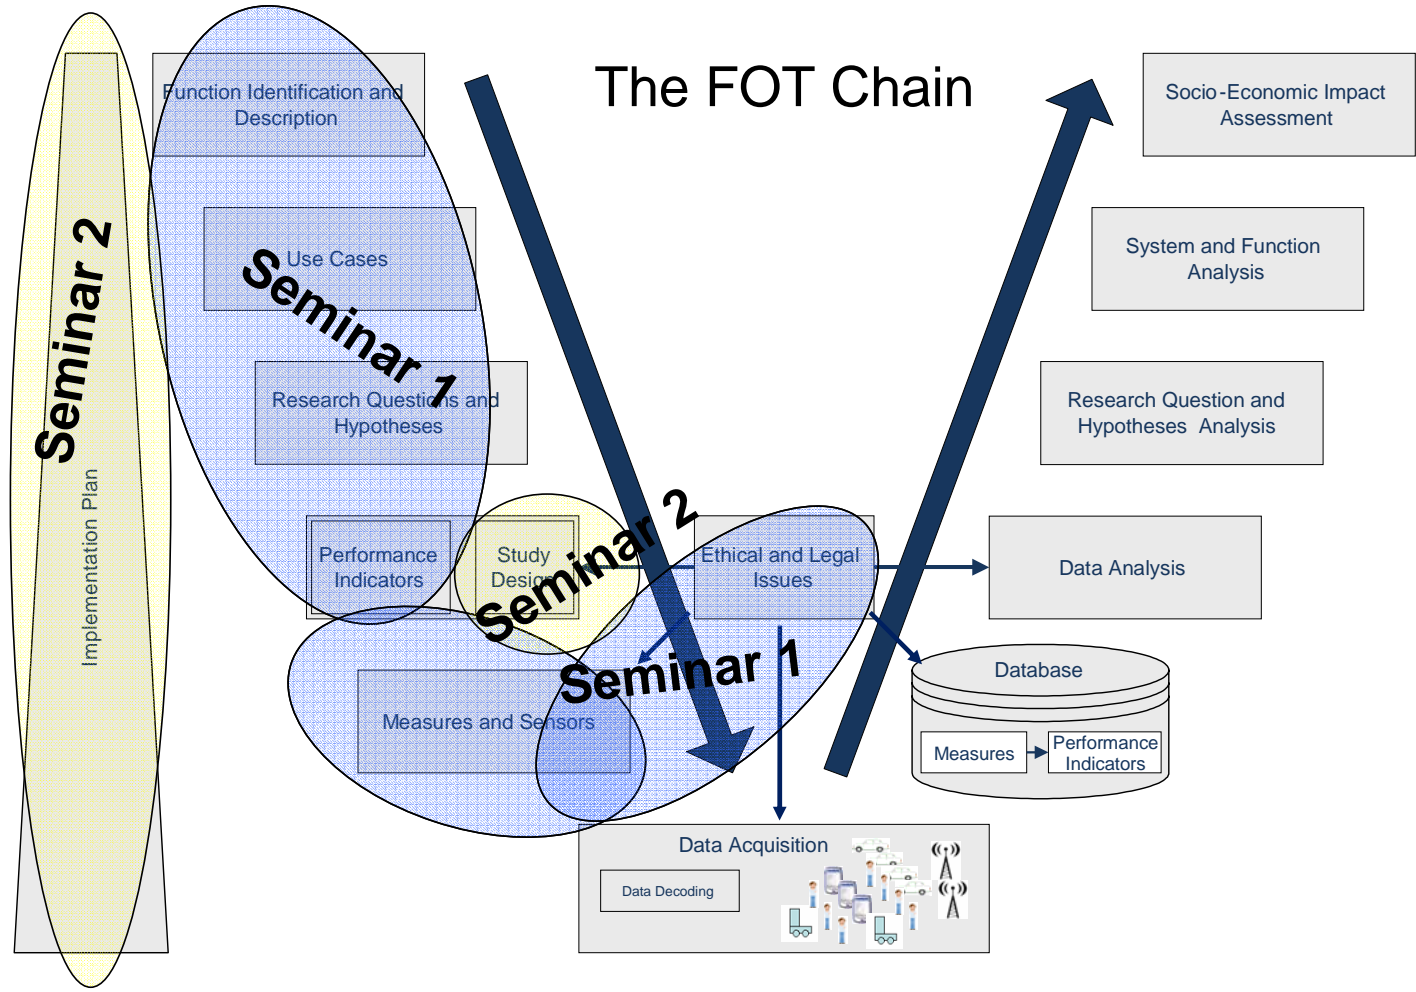 The FOT Chain
Function Identification and
Description
Use Cases
Research Questions and
Hypotheses
Performance
Indicators
Study
Design
Ethical and Legal
Issues
Measures and Sensors
Implementation Plan
Seminar 2
Seminar 1
Seminar 2
Seminar 1
Socio-Economic Impact
Assessment
System and Function
Analysis
Research Question and
Hypotheses Analysis
Data Analysis
Database
Measures
Performance
Indicators
Data Acquisition
Data Decoding